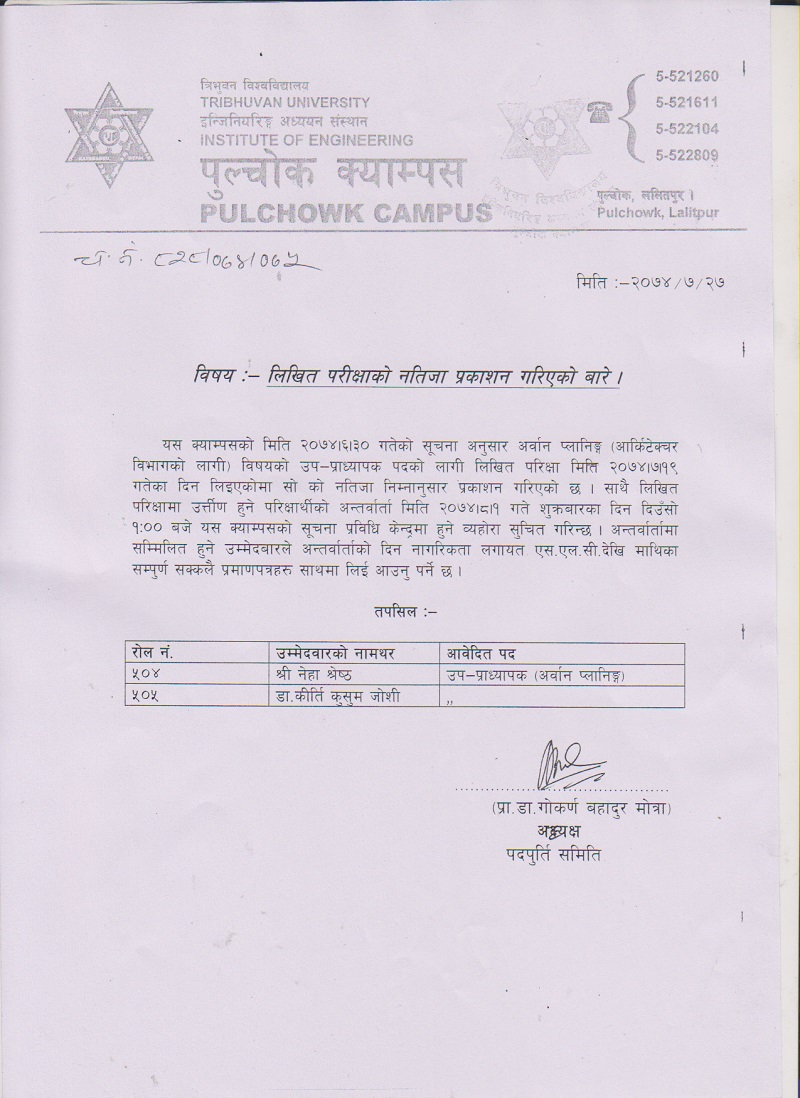 त्रिभुवन विश्वविद्यालय
TRIBHUVAN UNIVERSITY
इन्जिनियरिङ्ग अध्ययन संस्थान
INSTITUTE OF ENGINEERING
पुल्चोक क्याम्पस
PULCHOWK CAMPUS
5-521260
5-521611
5-522104
5-522809
पुल्चोक, ललितपुर ।
Pulchowk, Lalitpur
च. नं.
मिति :–२०७४/७/२७
विषय :– लिखित परीक्षाको नतिजा प्रकाशन गरिएको बारे ।
यस क्याम्पसको मिति २०७४।६।३० गतेको सूचना अनुसार अर्वान प्लानिङ्ग (आर्किटेक्चर
विभागको लागी) विषयको उप–प्राध्यापक पदको लागी लिखित परिक्षा मिति २०७४।७।१९
गतेका दिन लिइएकोमा सो को नतिजा निम्नानुसार प्रकाशन गरिएको छ । साथै लिखित
परिक्षामा उर्त्तीण हुने परिक्षार्थीको अन्तर्वार्ता मिति २०७४।८।१ गते शुक्रबारका दिन दिउँसो
१:०० बजे यस क्याम्पसको सूचना प्रविधि केन्द्रमा हुने व्यहोरा सुचित गरिन्छ । अन्तर्वार्तामा
सम्मिलित हुने उम्मेदबारले अन्तर्वार्ताको दिन नागरिकता लगायत एस.एल.सी.देखि माथिका
सम्पुर्ण सक्कलै प्रमाणपत्रहरु साथमा लिई आउनु पर्ने छ ।
तपसिल :–
रोल नं. उम्मेदवारको नामथर आवेदित पद
५०४ श्री नेहा श्रेष्ठ उप–प्राध्यापक (अर्वान प्लानिङ्ग)
५०५ डा.कीर्ति कुसुम जोशी ,,
(प्रा.डा.गोकर्ण बहादुर मोत्रा)
अध्यक्ष
पदपुर्ति समिति